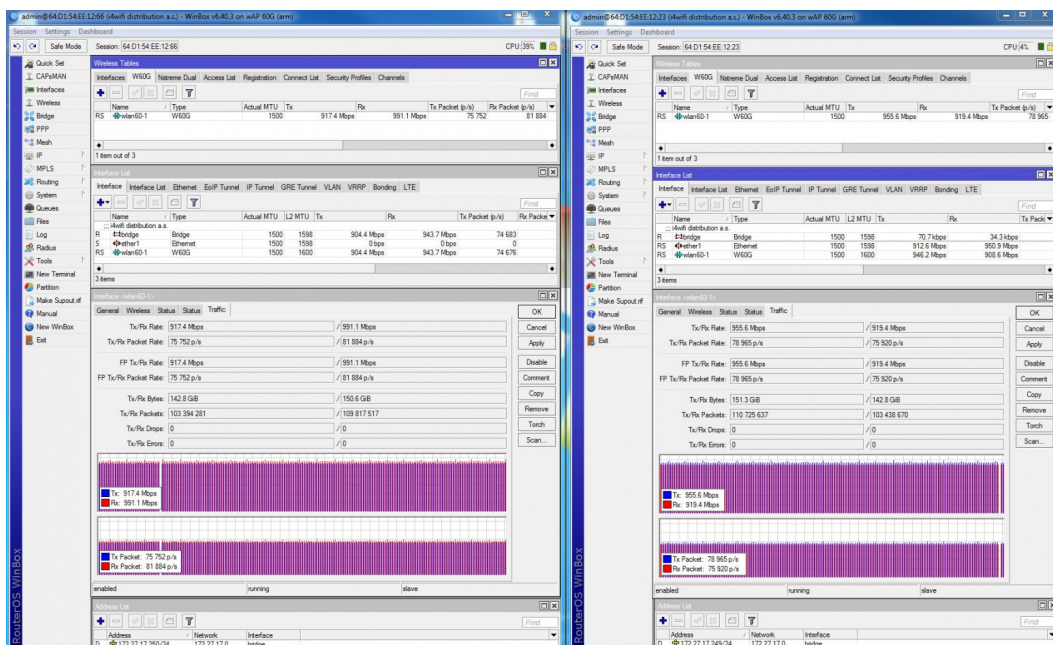 admin@64:D1:54:EE:12:66 (i4wifi distribution a.s.) - WinBox v6.40.3 on wAP 60G (arm)
Session Settings Dashboard
Safe Mode Session: 64:D1:54:EE:12:66 CPU: 39%
Quick Set
CAPsMAN
Interfaces
Wireless
Bridge
PPP
Mesh
IP
MPLS
Routing
System
Queues
Files
Log
Radius
Tools
New Terminal
Partition
Make Supout.rif
Manual
New WinBox
Exit
RouterOS WinBox
Wireless Tables
Interfaces W60G Nstreme Dual Access List Registration Connect List Security Profiles Channels
Find
Name / Type Actual MTU Tx Rx Tx Packet (p/s) Rx Packet (p/s)
RS wlan60-1 W60G 1500 917.4 Mbps 991.1 Mbps 75 752 81 884
1 item out of 3
Interface List
Interface Interface List Ethernet EoIP Tunnel IP Tunnel GRE Tunnel VLAN VRRP Bonding LTE
Find
Name / Type Actual MTU L2 MTU Tx Rx Tx Packet (p/s) Rx Packe
;;; i4wifi distribution a.s.
R bridge Bridge 1500 1598 904.4 Mbps 943.7 Mbps 74 683
S ether1 Ethernet 1500 1598 0 bps 0 bps 0
RS wlan60-1 W60G 1500 1600 904.4 Mbps 943.7 Mbps 74 676
3 items
Interface <wlan60-1>
General Wireless Status Status Traffic
Tx/Rx Rate: 917.4 Mbps / 991.1 Mbps
Tx/Rx Packet Rate: 75 752 p/s / 81 884 p/s
FP Tx/Rx Rate: 917.4 Mbps / 991.1 Mbps
FP Tx/Rx Packet Rate: 75 752 p/s / 81 884 p/s
Tx/Rx Bytes: 142.8 GiB / 150.6 GiB
Tx/Rx Packets: 103 394 281 / 109 817 517
Tx/Rx Drops: 0 / 0
Tx/Rx Errors: 0 / 0
OK
Cancel
Apply
Disable
Comment
Copy
Remove
Torch
Scan...
Tx: 917.4 Mbps
Rx: 991.1 Mbps
Tx Packet: 75 752 p/s
Rx Packet: 81 884 p/s
enabled running slave
Address List
Find
Address / Network Interface
D 172.27.17.250/24 172.27.17.0 bridge
admin@64:D1:54:EE:12:23 (i4wifi distribution a.s.) - WinBox v6.40.3 on wAP 60G (arm)
Session Settings Dashboard
Safe Mode Session: 64:D1:54:EE:12:23 CPU: 4%
Quick Set
CAPsMAN
Interfaces
Wireless
Bridge
PPP
Mesh
IP
MPLS
Routing
System
Queues
Files
Log
Radius
Tools
New Terminal
Partition
Make Supout.rif
Manual
New WinBox
Exit
RouterOS WinBox
Wireless Tables
Interfaces W60G Nstreme Dual Access List Registration Connect List Security Profiles Channels
Find
Name / Type Actual MTU Tx Rx Tx Packet (p/s)
RS wlan60-1 W60G 1500 955.6 Mbps 919.4 Mbps 78 965
1 item out of 3
Interface List
Interface Interface List Ethernet EoIP Tunnel IP Tunnel GRE Tunnel VLAN VRRP Bonding LTE
Find
Name / Type Actual MTU L2 MTU Tx Rx Tx Pack
;;; i4wifi distribution a.s.
R bridge Bridge 1500 1598 70.7 kbps 34.3 kbps
RS ether1 Ethernet 1500 1598 912.6 Mbps 950.9 Mbps
RS wlan60-1 W60G 1500 1600 946.2 Mbps 908.6 Mbps
3 items
Interface <wlan60-1>
General Wireless Status Status Traffic
Tx/Rx Rate: 955.6 Mbps / 919.4 Mbps
Tx/Rx Packet Rate: 78 965 p/s / 75 920 p/s
FP Tx/Rx Rate: 955.6 Mbps / 919.4 Mbps
FP Tx/Rx Packet Rate: 78 965 p/s / 75 920 p/s
Tx/Rx Bytes: 151.3 GiB / 142.8 GiB
Tx/Rx Packets: 110 725 637 / 103 438 670
Tx/Rx Drops: 0 / 0
Tx/Rx Errors: 0 / 0
OK
Cancel
Apply
Disable
Comment
Copy
Remove
Torch
Scan...
Tx: 955.6 Mbps
Rx: 919.4 Mbps
Tx Packet: 78 965 p/s
Rx Packet: 75 920 p/s
enabled running slave
Address List
Find
Address / Network Interface
D 172.27.17.249/24 172.27.17.0 bridge